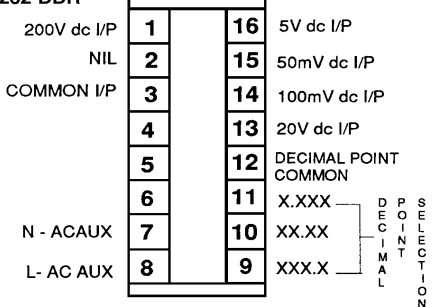 200V dc I/P 1 16 5V dc I/P
NIL 2 15 50mV dc I/P
COMMON I/P 3 14 100mV dc I/P
4 13 20V dc I/P
5 12 DECIMAL POINT
COMMON
6 11 X.XXX
N - ACAUX 7 10 XX.XX
L- AC AUX 8 9 XXX.X
DECIMAL
POINT
SELECTION